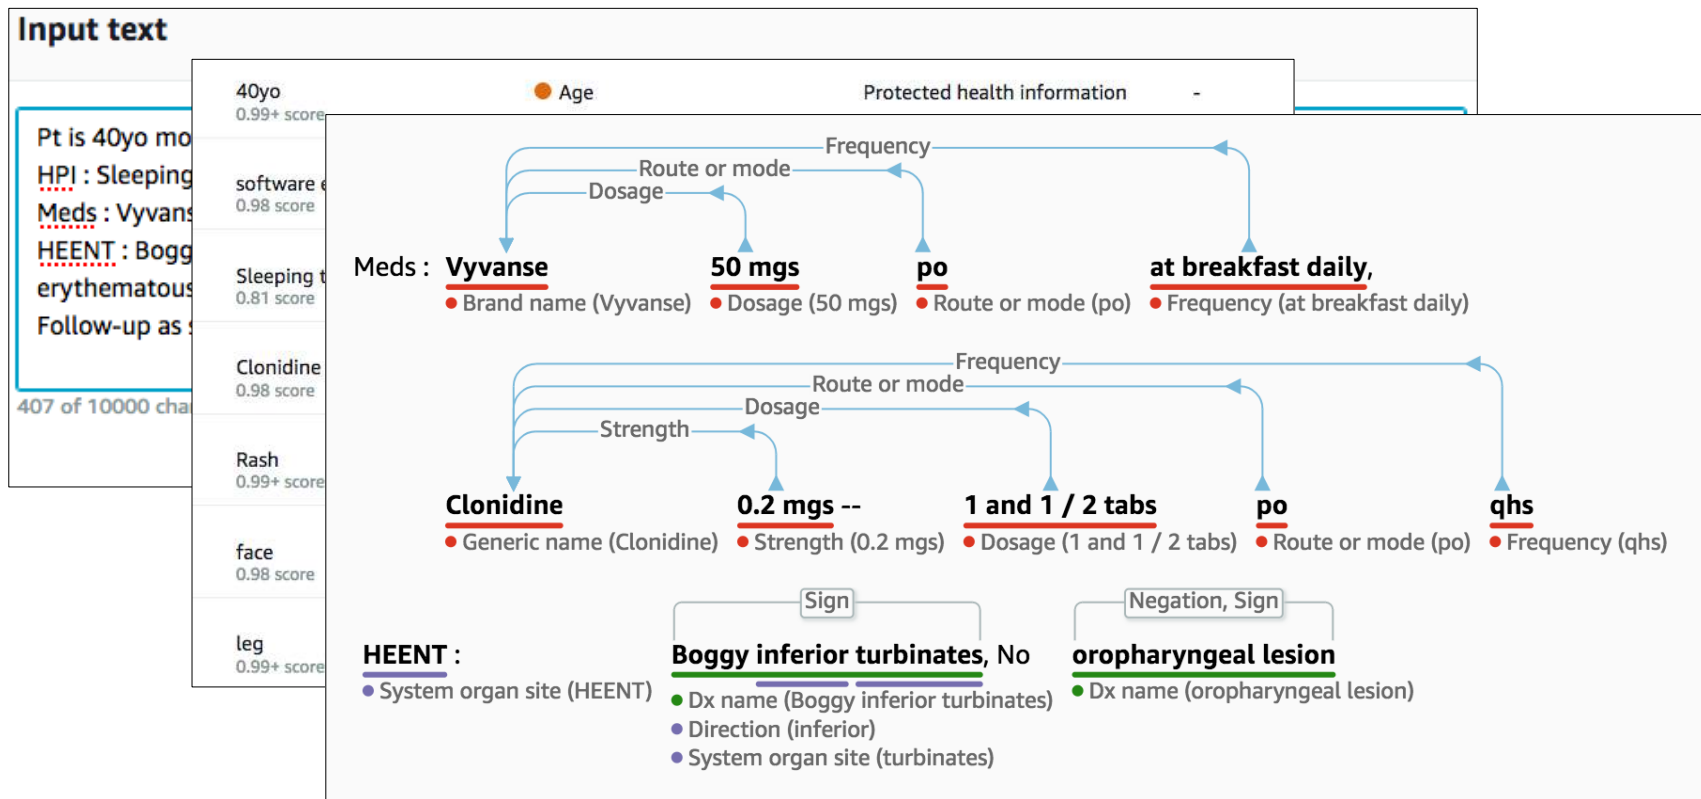 Input text
Pt is 40yo
HPI : Sleeping
Meds : Vyvans
HEENT : Bogg
erythematous
Follow-up as
407 of 10000
40yo
0.99+ score
Age
Protected health information
-
software
0.98 score
Sleeping
0.81 score
Clonidine
0.98 score
Rash
0.99+ score
face
0.98 score
leg
0.99+ score
Frequency
Route or mode
Dosage
Meds : Vyvanse 50 mgs po at breakfast daily,
Brand name (Vyvanse) Dosage (50 mgs) Route or mode (po) Frequency (at breakfast daily)
Frequency
Route or mode
Dosage
Strength
Clonidine 0.2 mgs -- 1 and 1 / 2 tabs po qhs
Generic name (Clonidine) Strength (0.2 mgs) Dosage (1 and 1 / 2 tabs) Route or mode (po) Frequency (qhs)
Sign Negation, Sign
HEENT : Boggy inferior turbinates, No oropharyngeal lesion
System organ site (HEENT) Dx name (Boggy inferior turbinates) Dx name (oropharyngeal lesion)
Direction (inferior)
System organ site (turbinates)